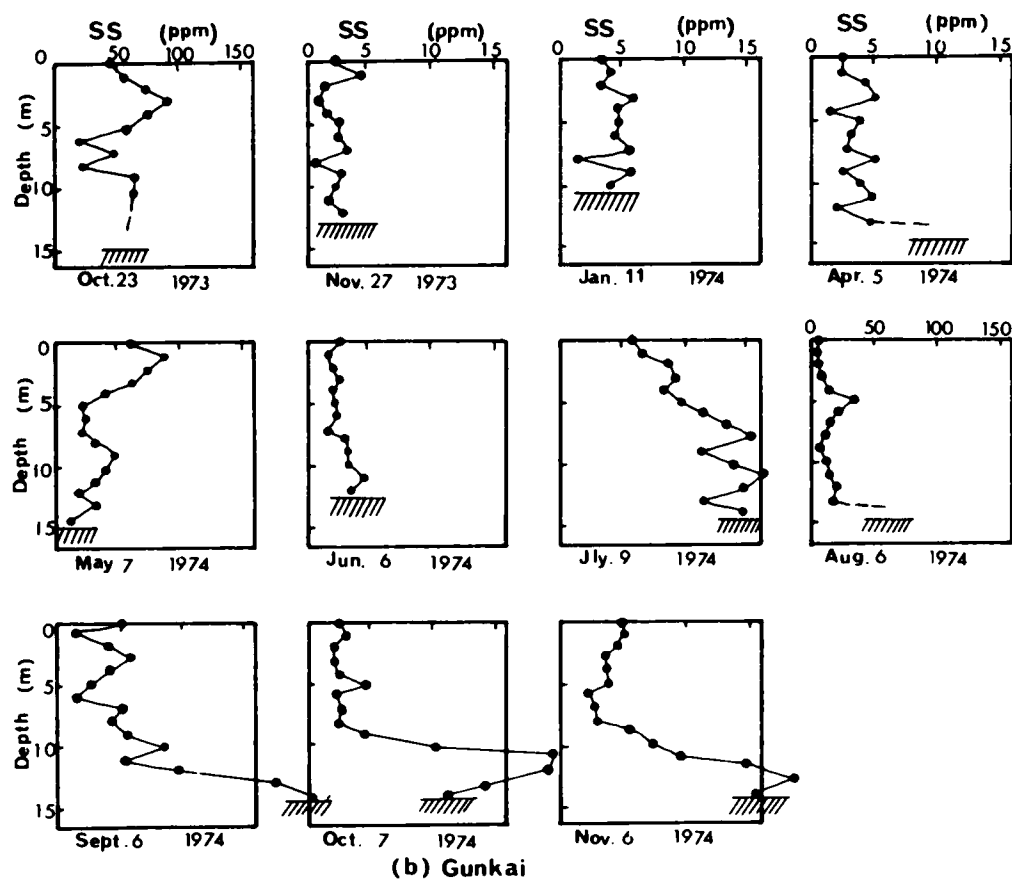 SS (ppm) SS (ppm) SS (ppm) SS (ppm)
50 100 150 0 5 10 15 0 5 10 15 0 5 10 15
0
5
10
15
Depth (m)
Oct.23 1973 Nov. 27 1973 Jan. 11 1974 Apr. 5 1974
0 50 100 150
0
5
10
15
Depth (m)
May 7 1974 Jun. 6 1974 Jly. 9 1974 Aug. 6 1974
0
5
10
15
Depth (m)
Sept. 6 1974 Oct. 7 1974 Nov. 6 1974
(b) Gunkai